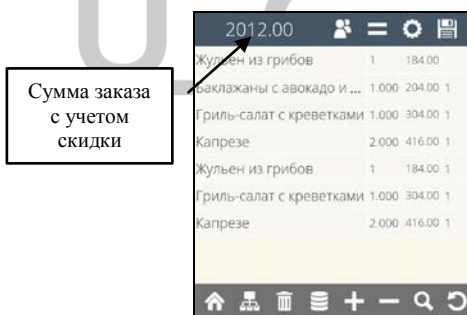 2012.00
Жульен из грибов 1 184.00
Баклажаны с авокадо и ... 1.000 204.00 1
Гриль-салат с креветками 1.000 304.00 1
Капрезе 2.000 416.00 1
Жульен из грибов 1 184.00 1
Гриль-салат с креветками 1.000 304.00 1
Капрезе 2.000 416.00 1
Сумма заказа
с учетом
скидки